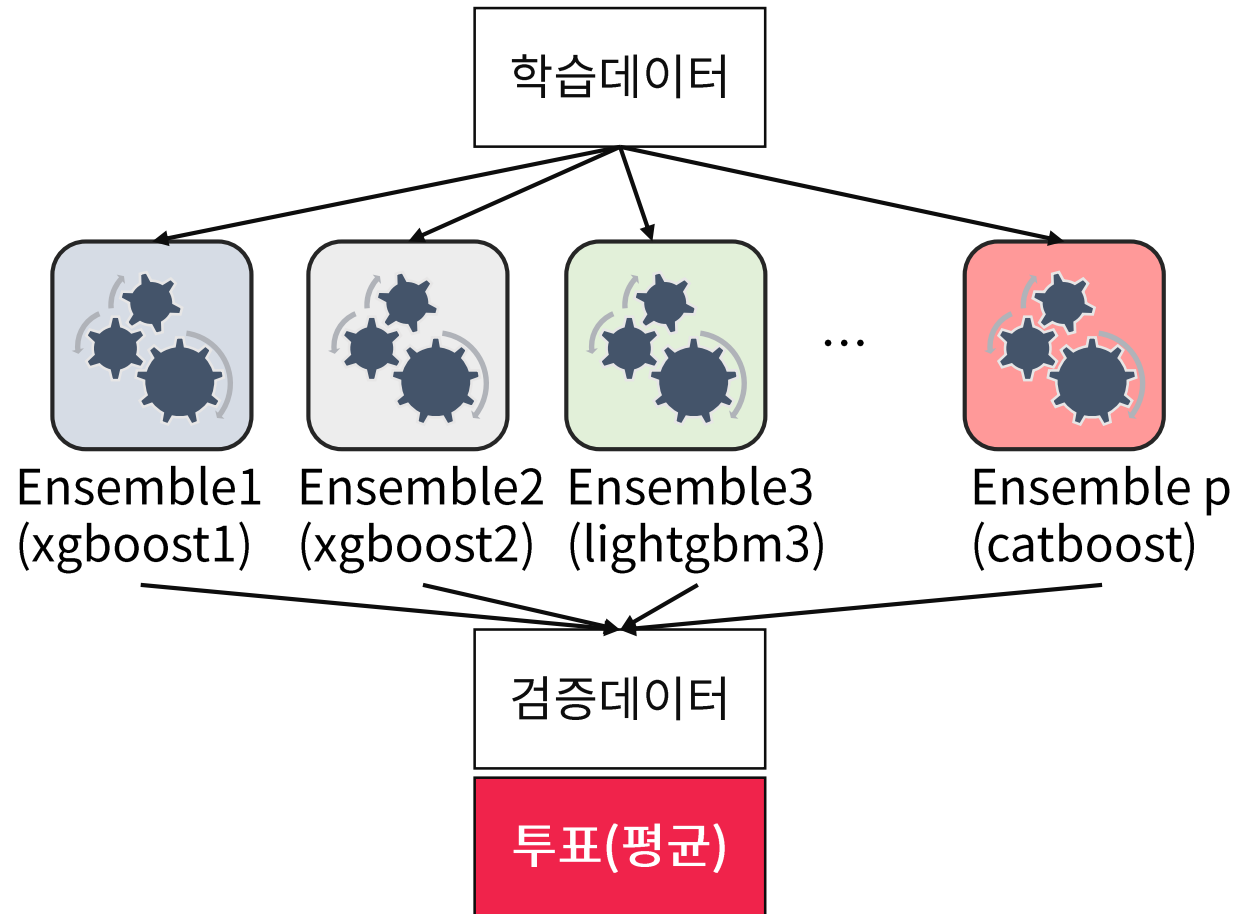 학습데이터
…
Ensemble1
(xgboost1)
Ensemble2
(xgboost2)
Ensemble3
(lightgbm3)
Ensemble p
(catboost)
검증데이터
투표(평균)